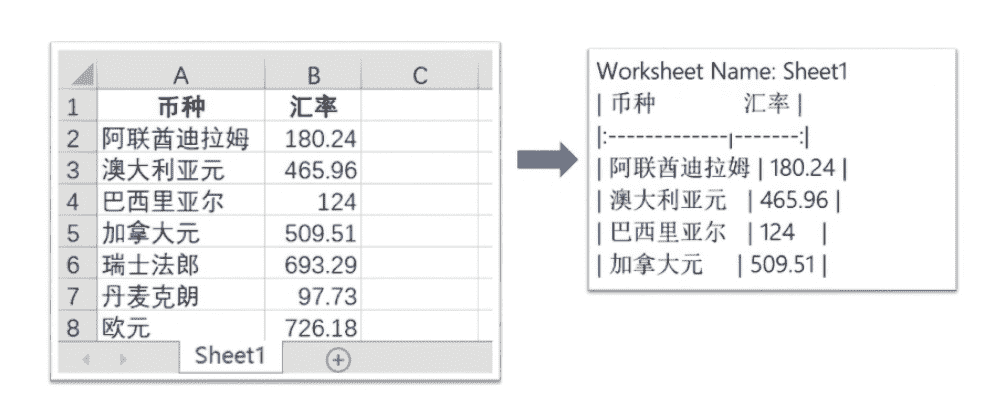 A B C
1 币种 汇率
2 阿联酋迪拉姆 180.24
3 澳大利亚元 465.96
4 巴西里亚尔 124
5 加拿大元 509.51
6 瑞士法郎 693.29
7 丹麦克朗 97.73
8 欧元 726.18
Sheet1
Worksheet Name: Sheet1
| 币种 汇率 |
|:--------------|-------:|
| 阿联酋迪拉姆 | 180.24 |
| 澳大利亚元 | 465.96 |
| 巴西里亚尔 | 124 |
| 加拿大元 | 509.51 |